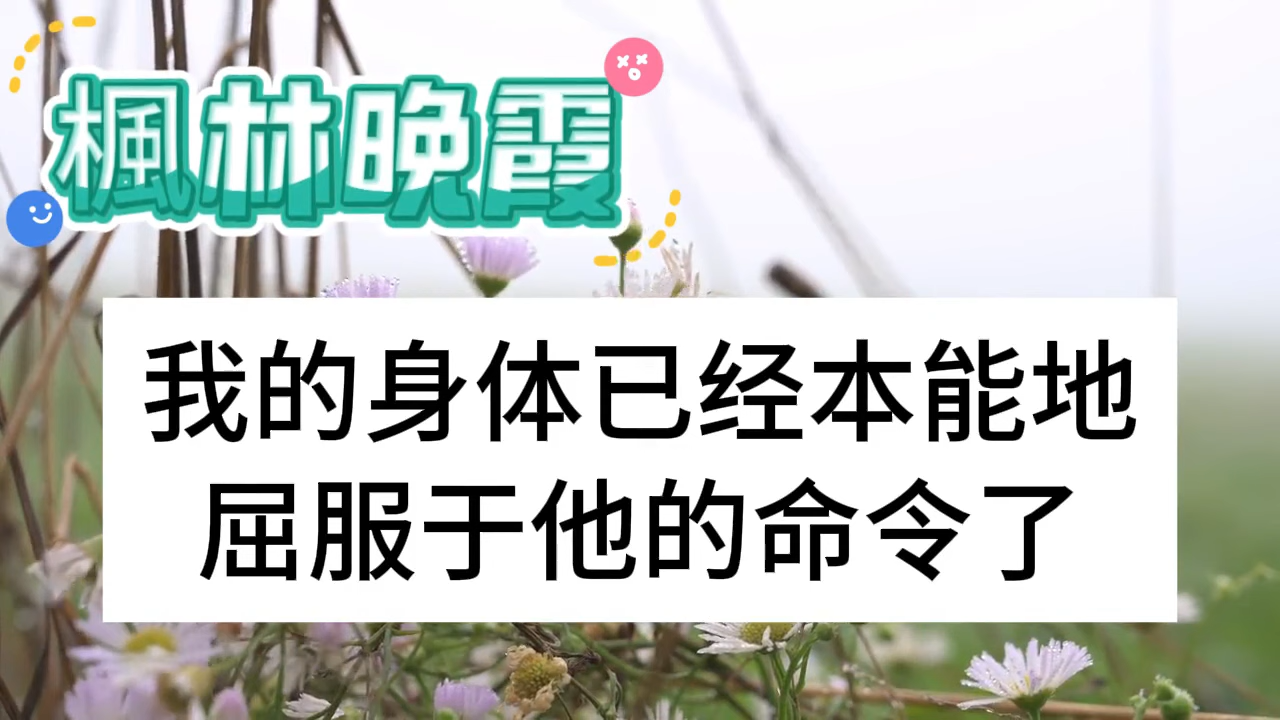 楓林晚霞
我的身体已经本能地
屈服于他的命令了